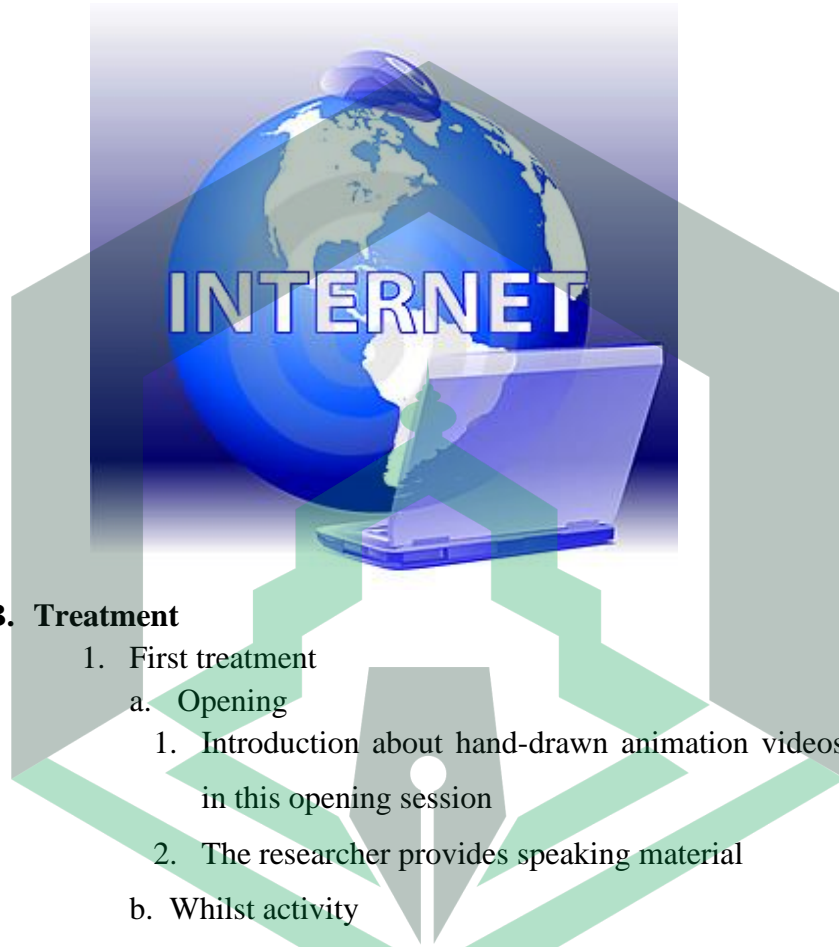 INTERNET
3. Treatment
1. First treatment
a. Opening
1. Introduction about hand-drawn animation videos
in this opening session
2. The researcher provides speaking material
b. Whilst activity